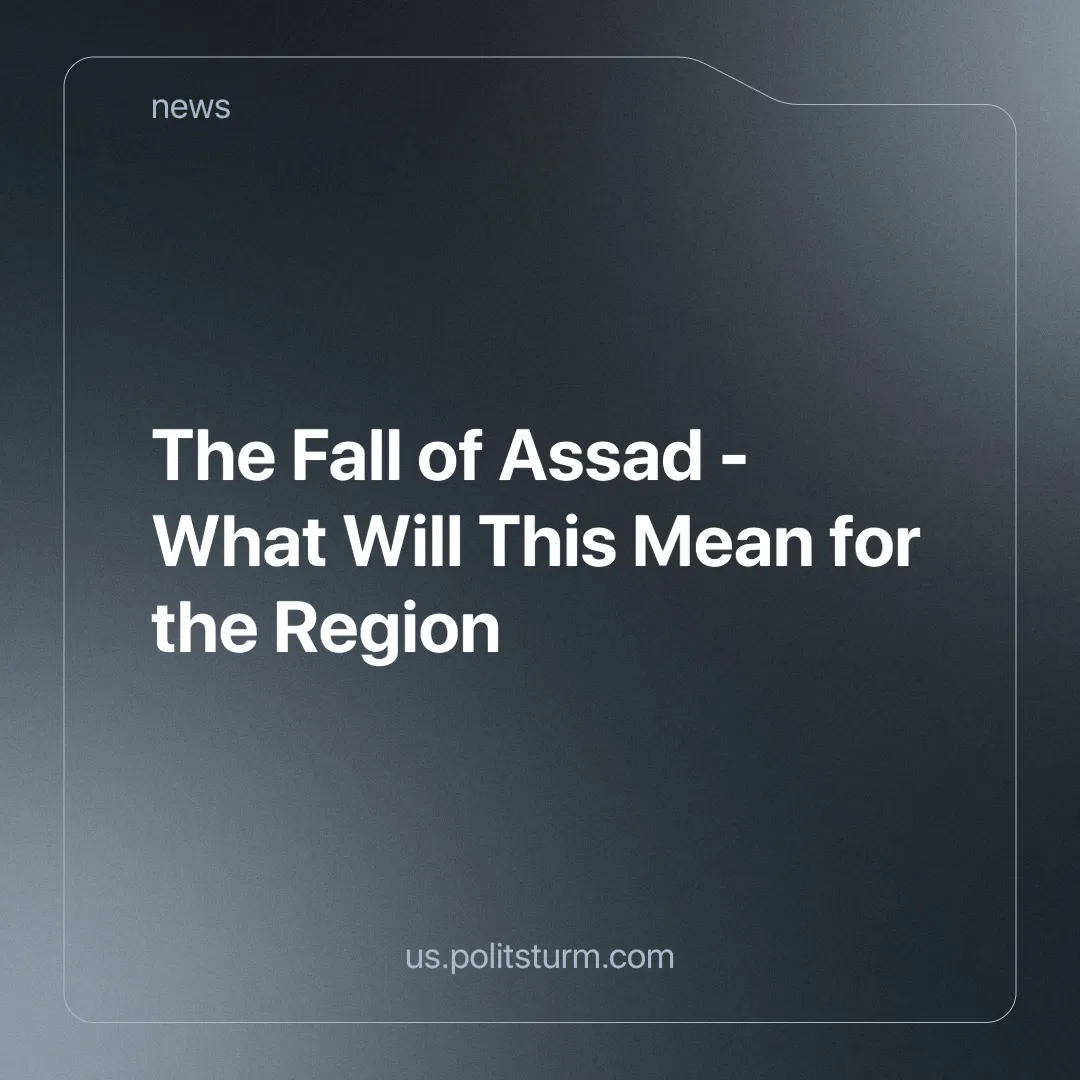 news
The Fall of Assad -
What Will This Mean for
the Region
us.politsturm.com